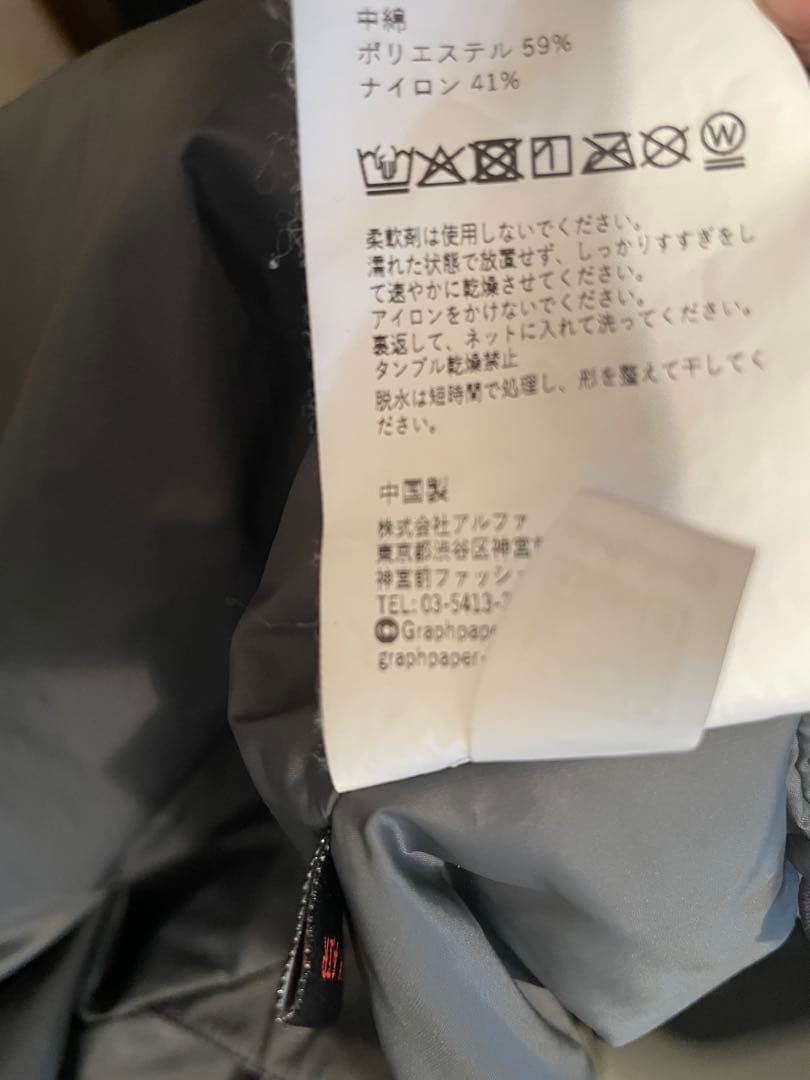 中綿
ポリエステル 59%
ナイロン 41%
W
柔軟剤は使用しないでください。
濡れた状態で放置せず、しっかりすすぎをし
て速やかに乾燥させてください。
アイロンをかけないでください。
裏返して、ネットに入れて洗ってください。
タンブル乾燥禁止
脱水は短時間で処理し、形を整えて干してく
ださい。
中国製
株式会社アルファ
東京都渋谷区神宮
神宮前ファッショ
TEL: 03-5413-
©Graphpape
graphpaper-